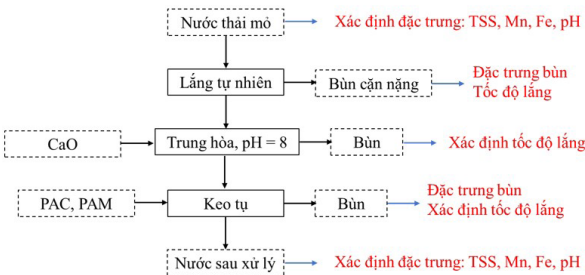 Nước thải mỏ
Xác định đặc trưng: TSS, Mn, Fe, pH
Lắng tự nhiên
Bùn cặn nặng
Đặc trưng bùn
Tốc độ lắng
CaO
Trung hòa, pH = 8
Bùn
Xác định tốc độ lắng
PAC, PAM
Keo tụ
Bùn
Đặc trưng bùn
Xác định tốc độ lắng
Nước sau xử lý
Xác định đặc trưng: TSS, Mn, Fe, pH